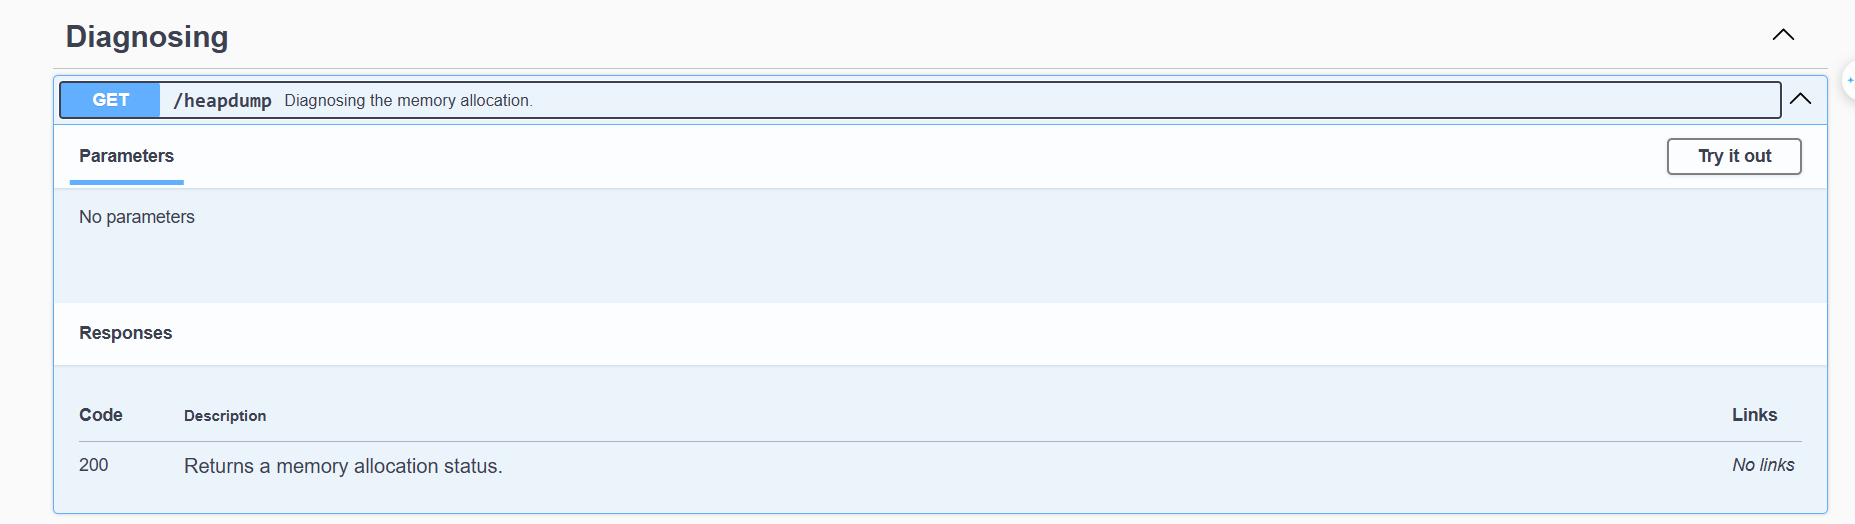 Diagnosing
GET /heapdump Diagnosing the memory allocation.
Parameters
Try it out
No parameters
Responses
Code Description Links
200 Returns a memory allocation status. No links